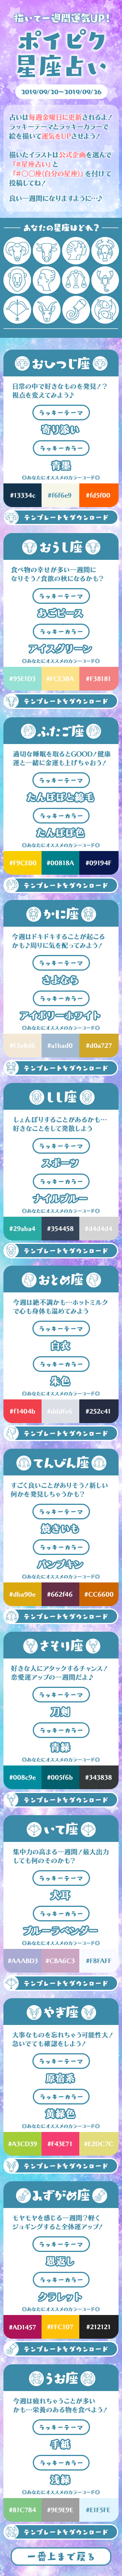 描いて一週間運気UP!
ポイピク
星座占い
2019/09/20〜2019/09/26
占いは毎週金曜日に更新されるよ!
ラッキーテーマとラッキーカラーで
絵を描いて運気をUPさせよう!
描いたイラストは公式企画を選んで
『#星座占い』と
『#〇〇座(自分の星座)』を付けて
投稿してね!
良い一週間になりますように…♪
あなたの星座はどれ?
おひつじ座
日常の中で好きなものを発見!?
視点を変えてみよう♪
ラッキーテーマ
寄り添い
ラッキーカラー
青墨
◎あなたにオススメのカラーコード◎
#13334c
#f6f6e9
#fd5f00
テンプレートをダウンロード
おうし座
食べ物の幸せが多い一週間に
なりそう!食欲の秋になるかも?
ラッキーテーマ
あごピース
ラッキーカラー
アイスグリーン
◎あなたにオススメのカラーコード◎
#95E1D3
#FCE38A
#F38181
テンプレートをダウンロード
ふたご座
適切な睡眠を取るとGOOD!健康
運と一緒に金運も上げちゃおう!
ラッキーテーマ
たんぽぽと綿毛
ラッキーカラー
たんぽぽ色
◎あなたにオススメのカラーコード◎
#F9CE00
#00818A
#09194F
テンプレートをダウンロード
かに座
今週はドキドキすることが起こる
かも♪周りに気を配ってみよう!
ラッキーテーマ
さよなら
ラッキーカラー
アイボリーホワイト
◎あなたにオススメのカラーコード◎
#a1bad0
#d0a727
テンプレートをダウンロード
しし座
しょんぼりすることがあるかも…
好きなことをして発散しよう
ラッキーテーマ
スポーツ
ラッキーカラー
ナイルブルー
◎あなたにオススメのカラーコード◎
#29aba4
#354458
#d4d4d4
テンプレートをダウンロード
おとめ座
今週は絶不調かも…ホットミルク
で心も身体も温めてみよう
ラッキーテーマ
白衣
ラッキーカラー
朱色
◎あなたにオススメのカラーコード◎
#f1404b
#252c41
テンプレートをダウンロード
てんびん座
すごく良いことがありそう!新しい
何かを発見しちゃうかも?
ラッキーテーマ
焼きいも
ラッキーカラー
パンプキン
◎あなたにオススメのカラーコード◎
#dba90e
#662f46
#CC6600
テンプレートをダウンロード
さそり座
好きな人にアタックするチャンス!
恋愛運アップの一週間だよ♪
ラッキーテーマ
刀剣
ラッキーカラー
青緑
◎あなたにオススメのカラーコード◎
#008c9e
#005f6b
#343838
テンプレートをダウンロード
いて座
集中力の高まる一週間!最大出力
しても何のそのかも?
ラッキーテーマ
犬耳
ラッキーカラー
ブルーラベンダー
◎あなたにオススメのカラーコード◎
#AAABD3
#CBA6C3
#F8FAFF
テンプレートをダウンロード
やぎ座
大事なものを忘れちゃう可能性大!
急いででも確認をしよう!
ラッキーテーマ
原宿系
ラッキーカラー
黄緑色
◎あなたにオススメのカラーコード◎
#A3CD39
#F43E71
#E2DC7C
テンプレートをダウンロード
みずがめ座
モヤモヤを感じる一週間?軽く
ジョギングすると全体運アップ!
ラッキーテーマ
恩返し
ラッキーカラー
クラレット
◎あなたにオススメのカラーコード◎
#AD1457
#FFC107
#212121
テンプレートをダウンロード
うお座
今週は疲れちゃうことが多い
かも…栄養のある物を食べよう!
ラッキーテーマ
手紙
ラッキーカラー
浅緑
◎あなたにオススメのカラーコード◎
#81C784
#9E9E9E
#E1F5FE
テンプレートをダウンロード
一番上まで戻る